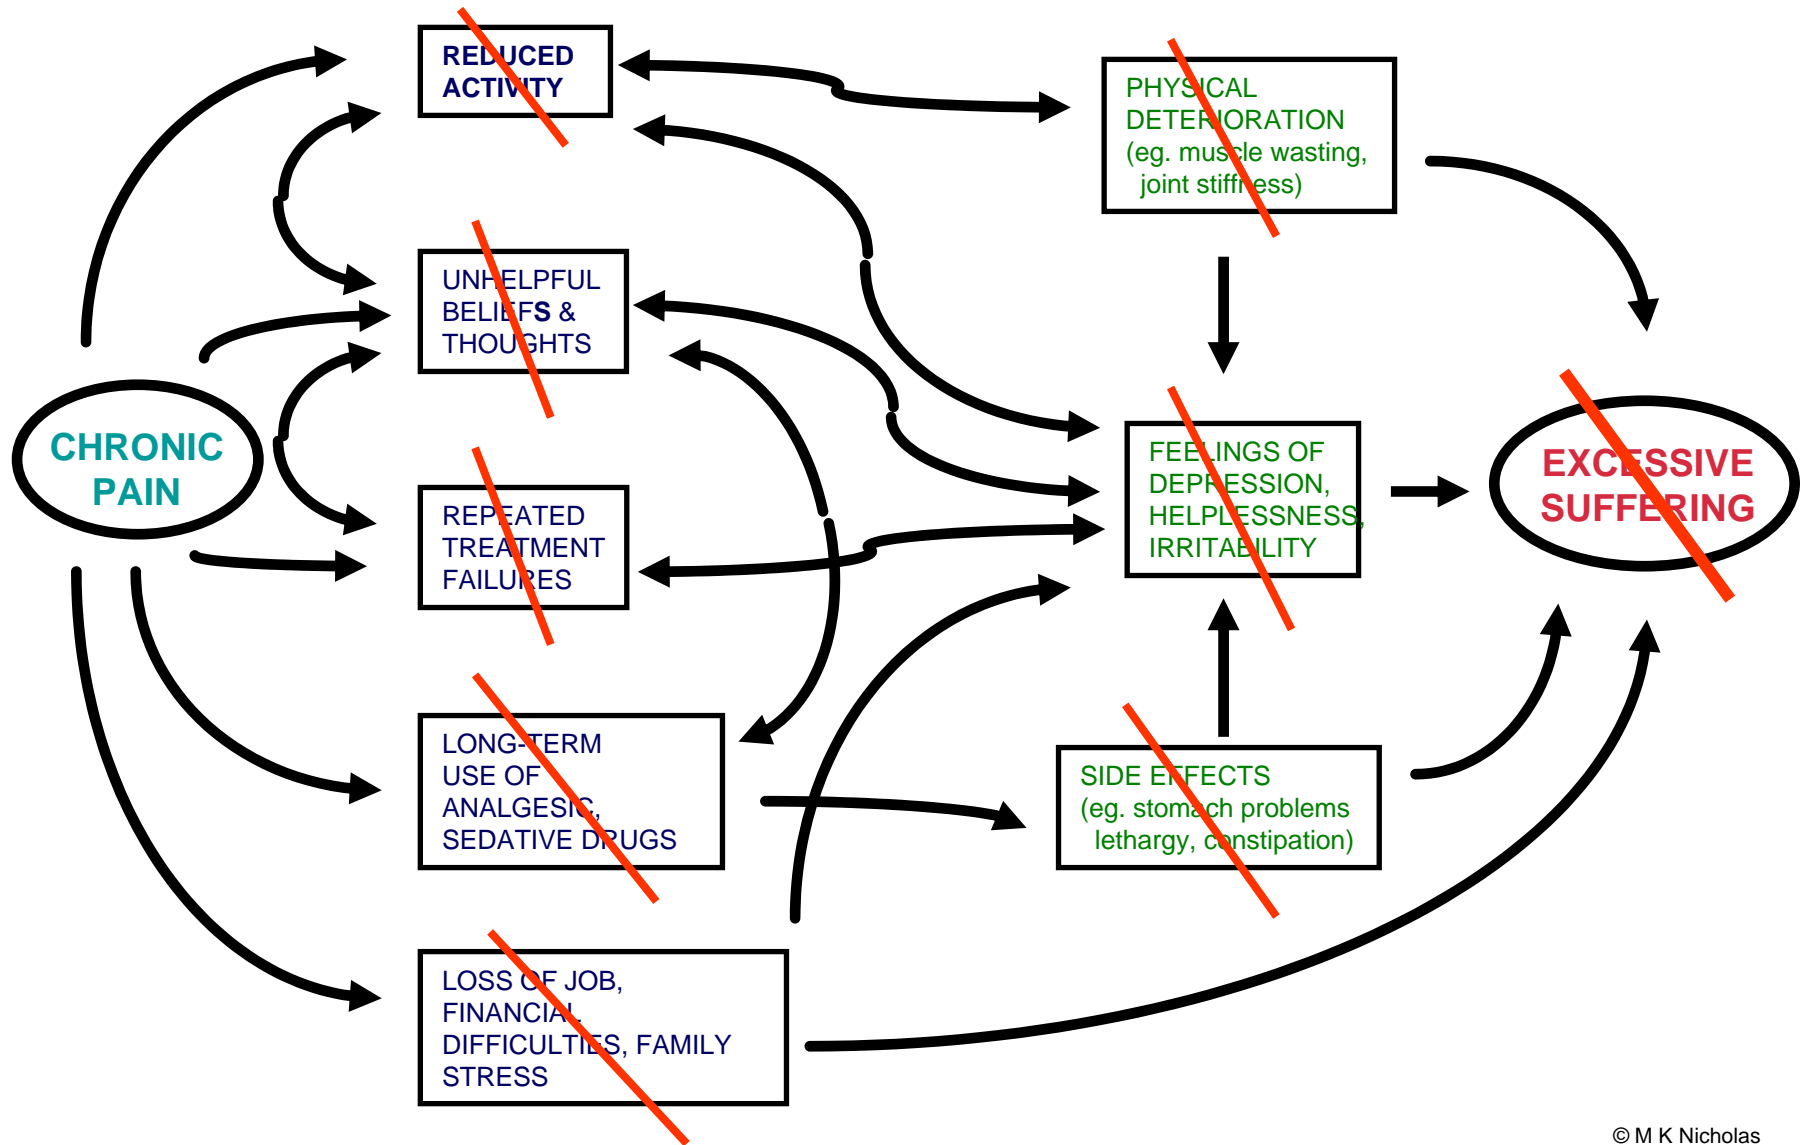 REDUCED
ACTIVITY
PHYSICAL
DETERIORATION
(eg. muscle wasting,
joint stiffness)
UNHELPFUL
BELIEFS &
THOUGHTS
CHRONIC
PAIN
REPEATED
TREATMENT
FAILURES
FEELINGS OF
DEPRESSION,
HELPLESSNESS,
IRRITABILITY
EXCESSIVE
SUFFERING
LONG-TERM
USE OF
ANALGESIC,
SEDATIVE DRUGS
SIDE EFFECTS
(eg. stomach problems
lethargy, constipation)
LOSS OF JOB,
FINANCIAL
DIFFICULTIES, FAMILY
STRESS
© M K Nicholas